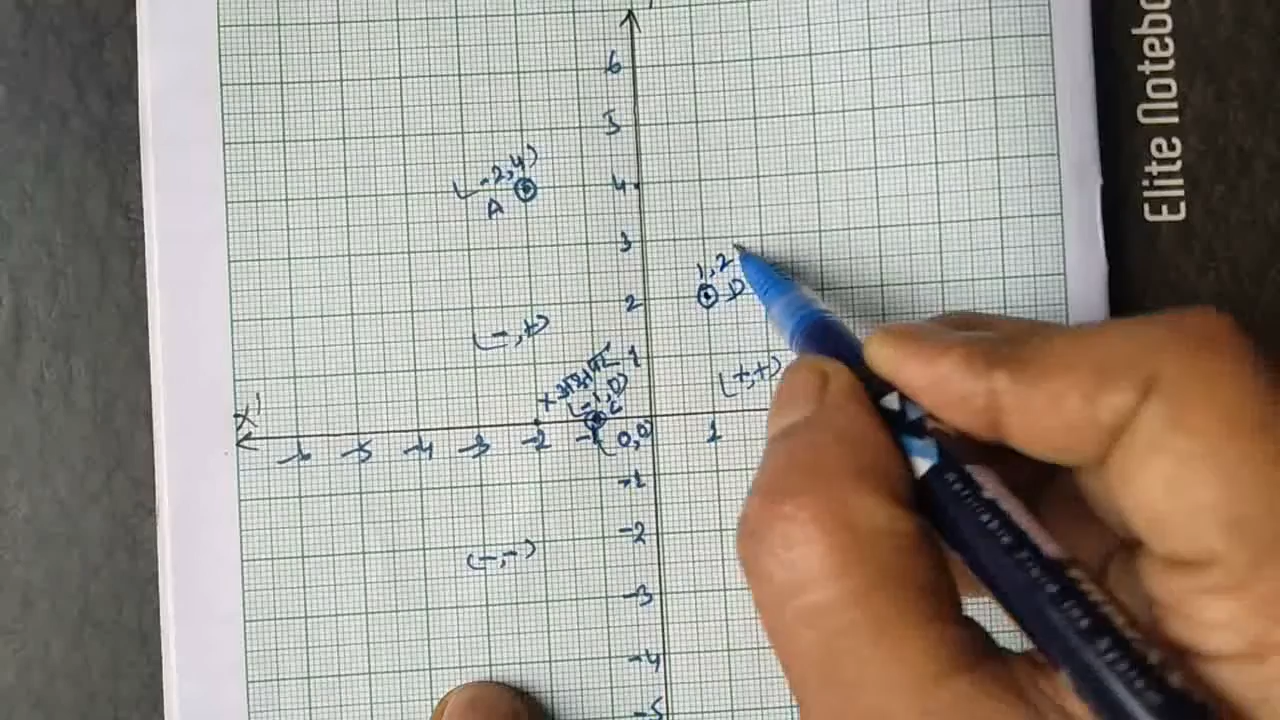 6
5
(-2,4)
A
4
3
1,2
D
2
(-,+)
1
(+,+)
(-1,0)
C
X'
-6 -5 -4 -3 -2 -1 (0,0) 1
-1
-2
(-,-)
-3
-4
-5
Elite Notebo